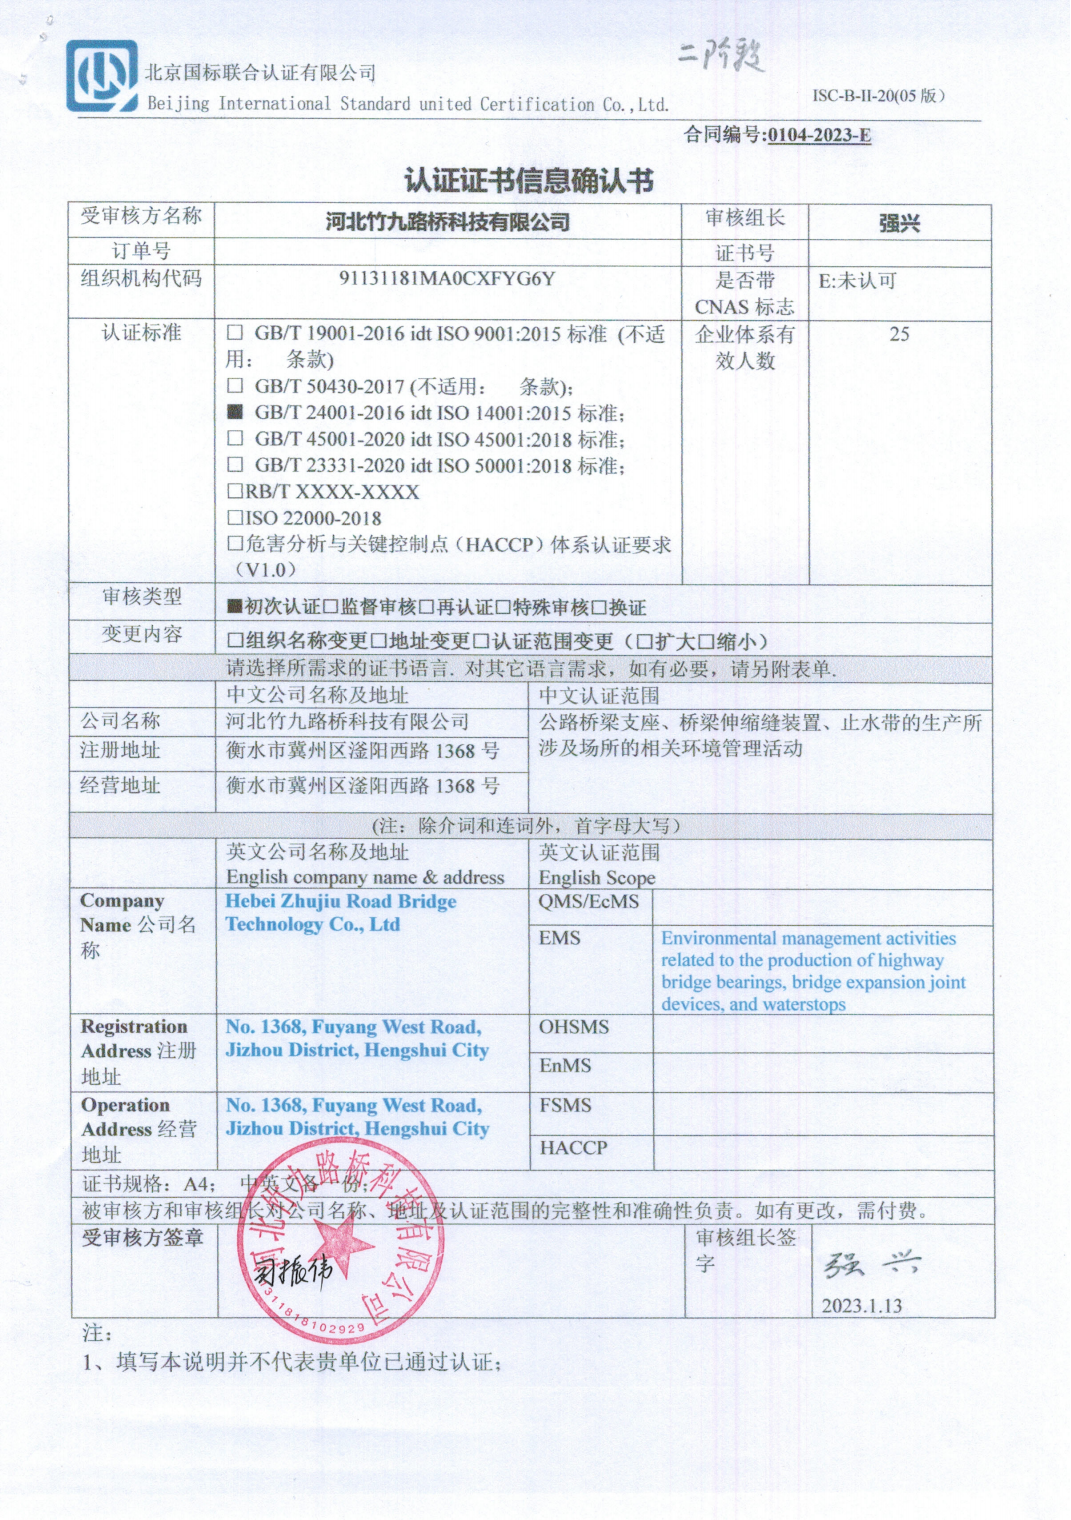 二阶段
北京国标联合认证有限公司
Beijing International Standard united Certification Co.,Ltd.
ISC-B-II-20(05 版)
合同编号:0104-2023-E
认证证书信息确认书
受审核方名称 河北竹九路桥科技有限公司 审核组长 强兴
订单号 证书号
组织机构代码 91131181MA0CXFYG6Y 是否带 E:未认可
CNAS 标志
认证标准 □ GB/T 19001-2016 idt ISO 9001:2015 标准 (不适 企业体系有 25
用： 条款) 效人数
□ GB/T 50430-2017 (不适用： 条款);
■ GB/T 24001-2016 idt ISO 14001:2015 标准；
□ GB/T 45001-2020 idt ISO 45001:2018 标准；
□ GB/T 23331-2020 idt ISO 50001:2018 标准；
□RB/T XXXX-XXXX
□ISO 22000-2018
□危害分析与关键控制点（HACCP）体系认证要求
（V1.0）
审核类型 ■初次认证□监督审核□再认证□特殊审核□换证
变更内容 □组织名称变更□地址变更□认证范围变更（□扩大□缩小）
请选择所需求的证书语言. 对其它语言需求，如有必要，请另附表单.
中文公司名称及地址 中文认证范围
公司名称 河北竹九路桥科技有限公司 公路桥梁支座、桥梁伸缩缝装置、止水带的生产所
注册地址 衡水市冀州区滏阳西路 1368 号 涉及场所的相关环境管理活动
经营地址 衡水市冀州区滏阳西路 1368 号
(注：除介词和连词外，首字母大写）
英文公司名称及地址 英文认证范围
English company name & address English Scope
Company Hebei Zhujiu Road Bridge QMS/EcMS
Name 公司名 Technology Co., Ltd
称
EMS Environmental management activities
related to the production of highway
bridge bearings, bridge expansion joint
devices, and waterstops
Registration No. 1368, Fuyang West Road, OHSMS
Address 注册 Jizhou District, Hengshui City
地址 EnMS
Operation No. 1368, Fuyang West Road, FSMS
Address 经营 Jizhou District, Hengshui City
地址 HACCP
证书规格：A4； 中英文各 份；
被审核方和审核组长对公司名称、地址及认证范围的完整性和准确性负责。如有更改，需付费。
受审核方签章 审核组长签
字
河北竹九路桥科技有限公司
1311818102929
强兴
2023.1.13
注：
1、填写本说明并不代表贵单位已通过认证；